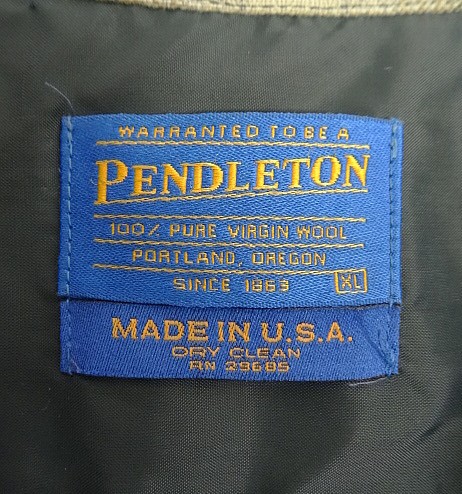 WARRANTED TO BE A
PENDLETON
100% PURE VIRGIN WOOL
PORTLAND, OREGON
SINCE 1863 XL
MADE IN U.S.A.
DRY CLEAN
RN 29685